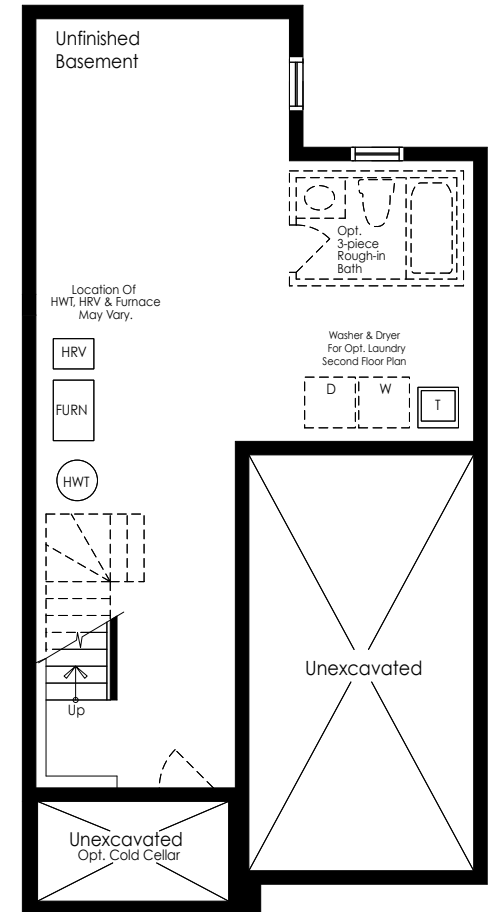 Unfinished
Basement
Opt.
3-piece
Rough-in
Bath
Location Of
HWT, HRV & Furnace
May Vary.
HRV
FURN
HWT
Washer & Dryer
For Opt. Laundry
Second Floor Plan
D
W
T
Unexcavated
Up
Unexcavated
Opt. Cold Cellar